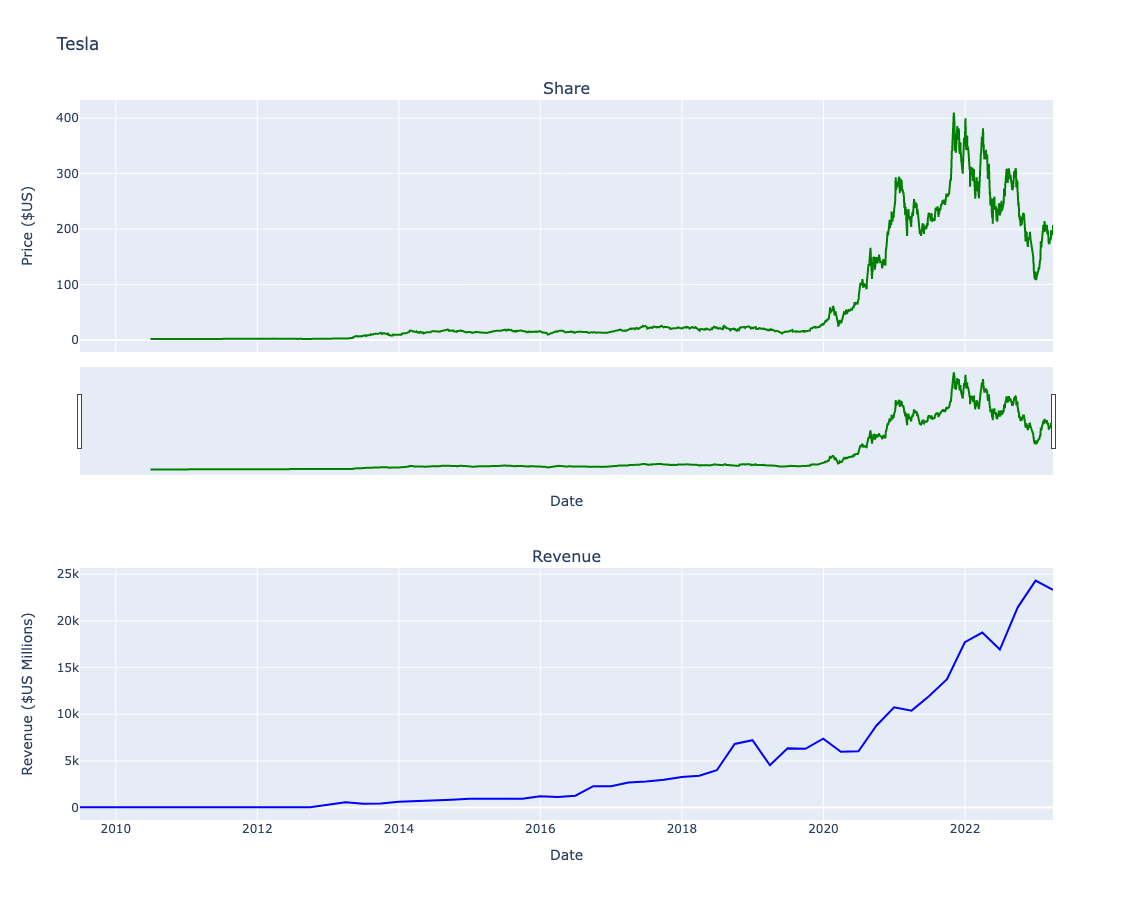 Tesla
Share
400
300
200
100
0
Price ($US)
Date
Revenue
25k
20k
15k
10k
5k
0
Revenue ($US Millions)
2010 2012 2014 2016 2018 2020 2022
Date